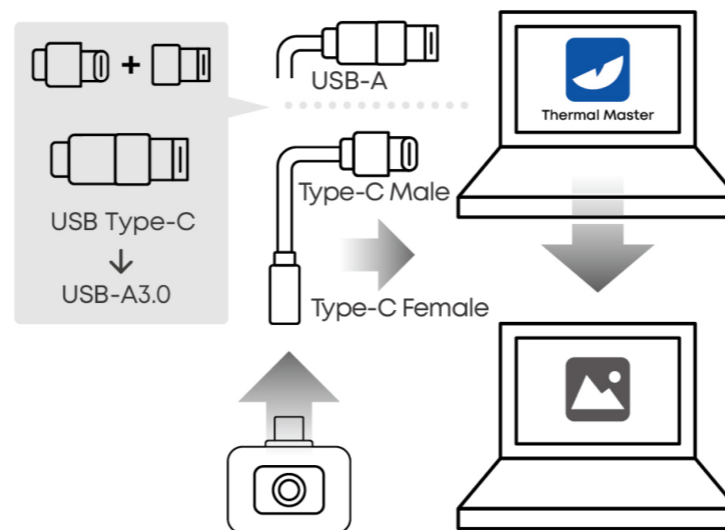 +
USB Type-C
↓
USB-A3.0
USB-A
Type-C Male
Type-C Female
Thermal Master